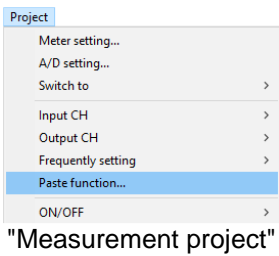 Project
Meter setting...
A/D setting...
Switch to >
Input CH >
Output CH >
Frequently setting >
Paste function...
ON/OFF >
"Measurement project"